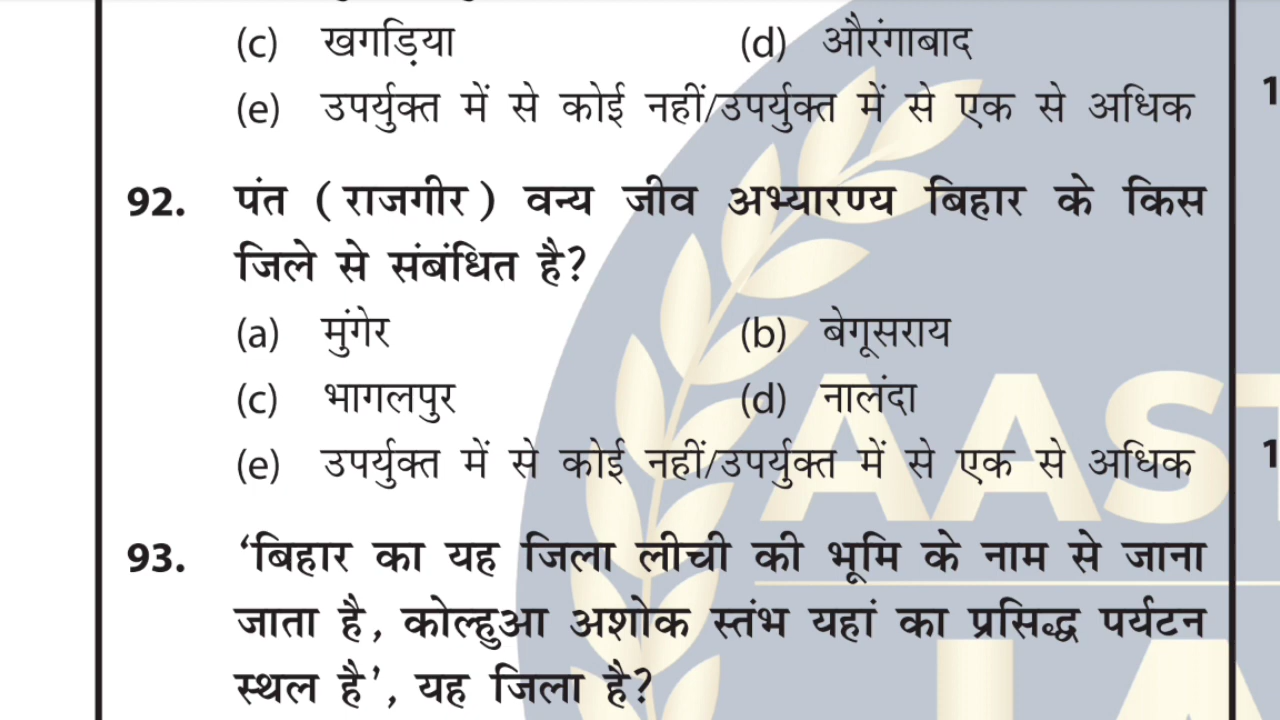 (c) खगड़िया (d) औरंगाबाद
(e) उपर्युक्त में से कोई नहीं/उपर्युक्त में से एक से अधिक
92. पंत (राजगीर) वन्य जीव अभ्यारण्य बिहार के किस
जिले से संबंधित है?
(a) मुंगेर (b) बेगूसराय
(c) भागलपुर (d) नालंदा
(e) उपर्युक्त में से कोई नहीं/उपर्युक्त में से एक से अधिक
93. ‘बिहार का यह जिला लीची की भूमि के नाम से जाना
जाता है, कोल्हुआ अशोक स्तंभ यहां का प्रसिद्ध पर्यटन
स्थल है’, यह जिला है?